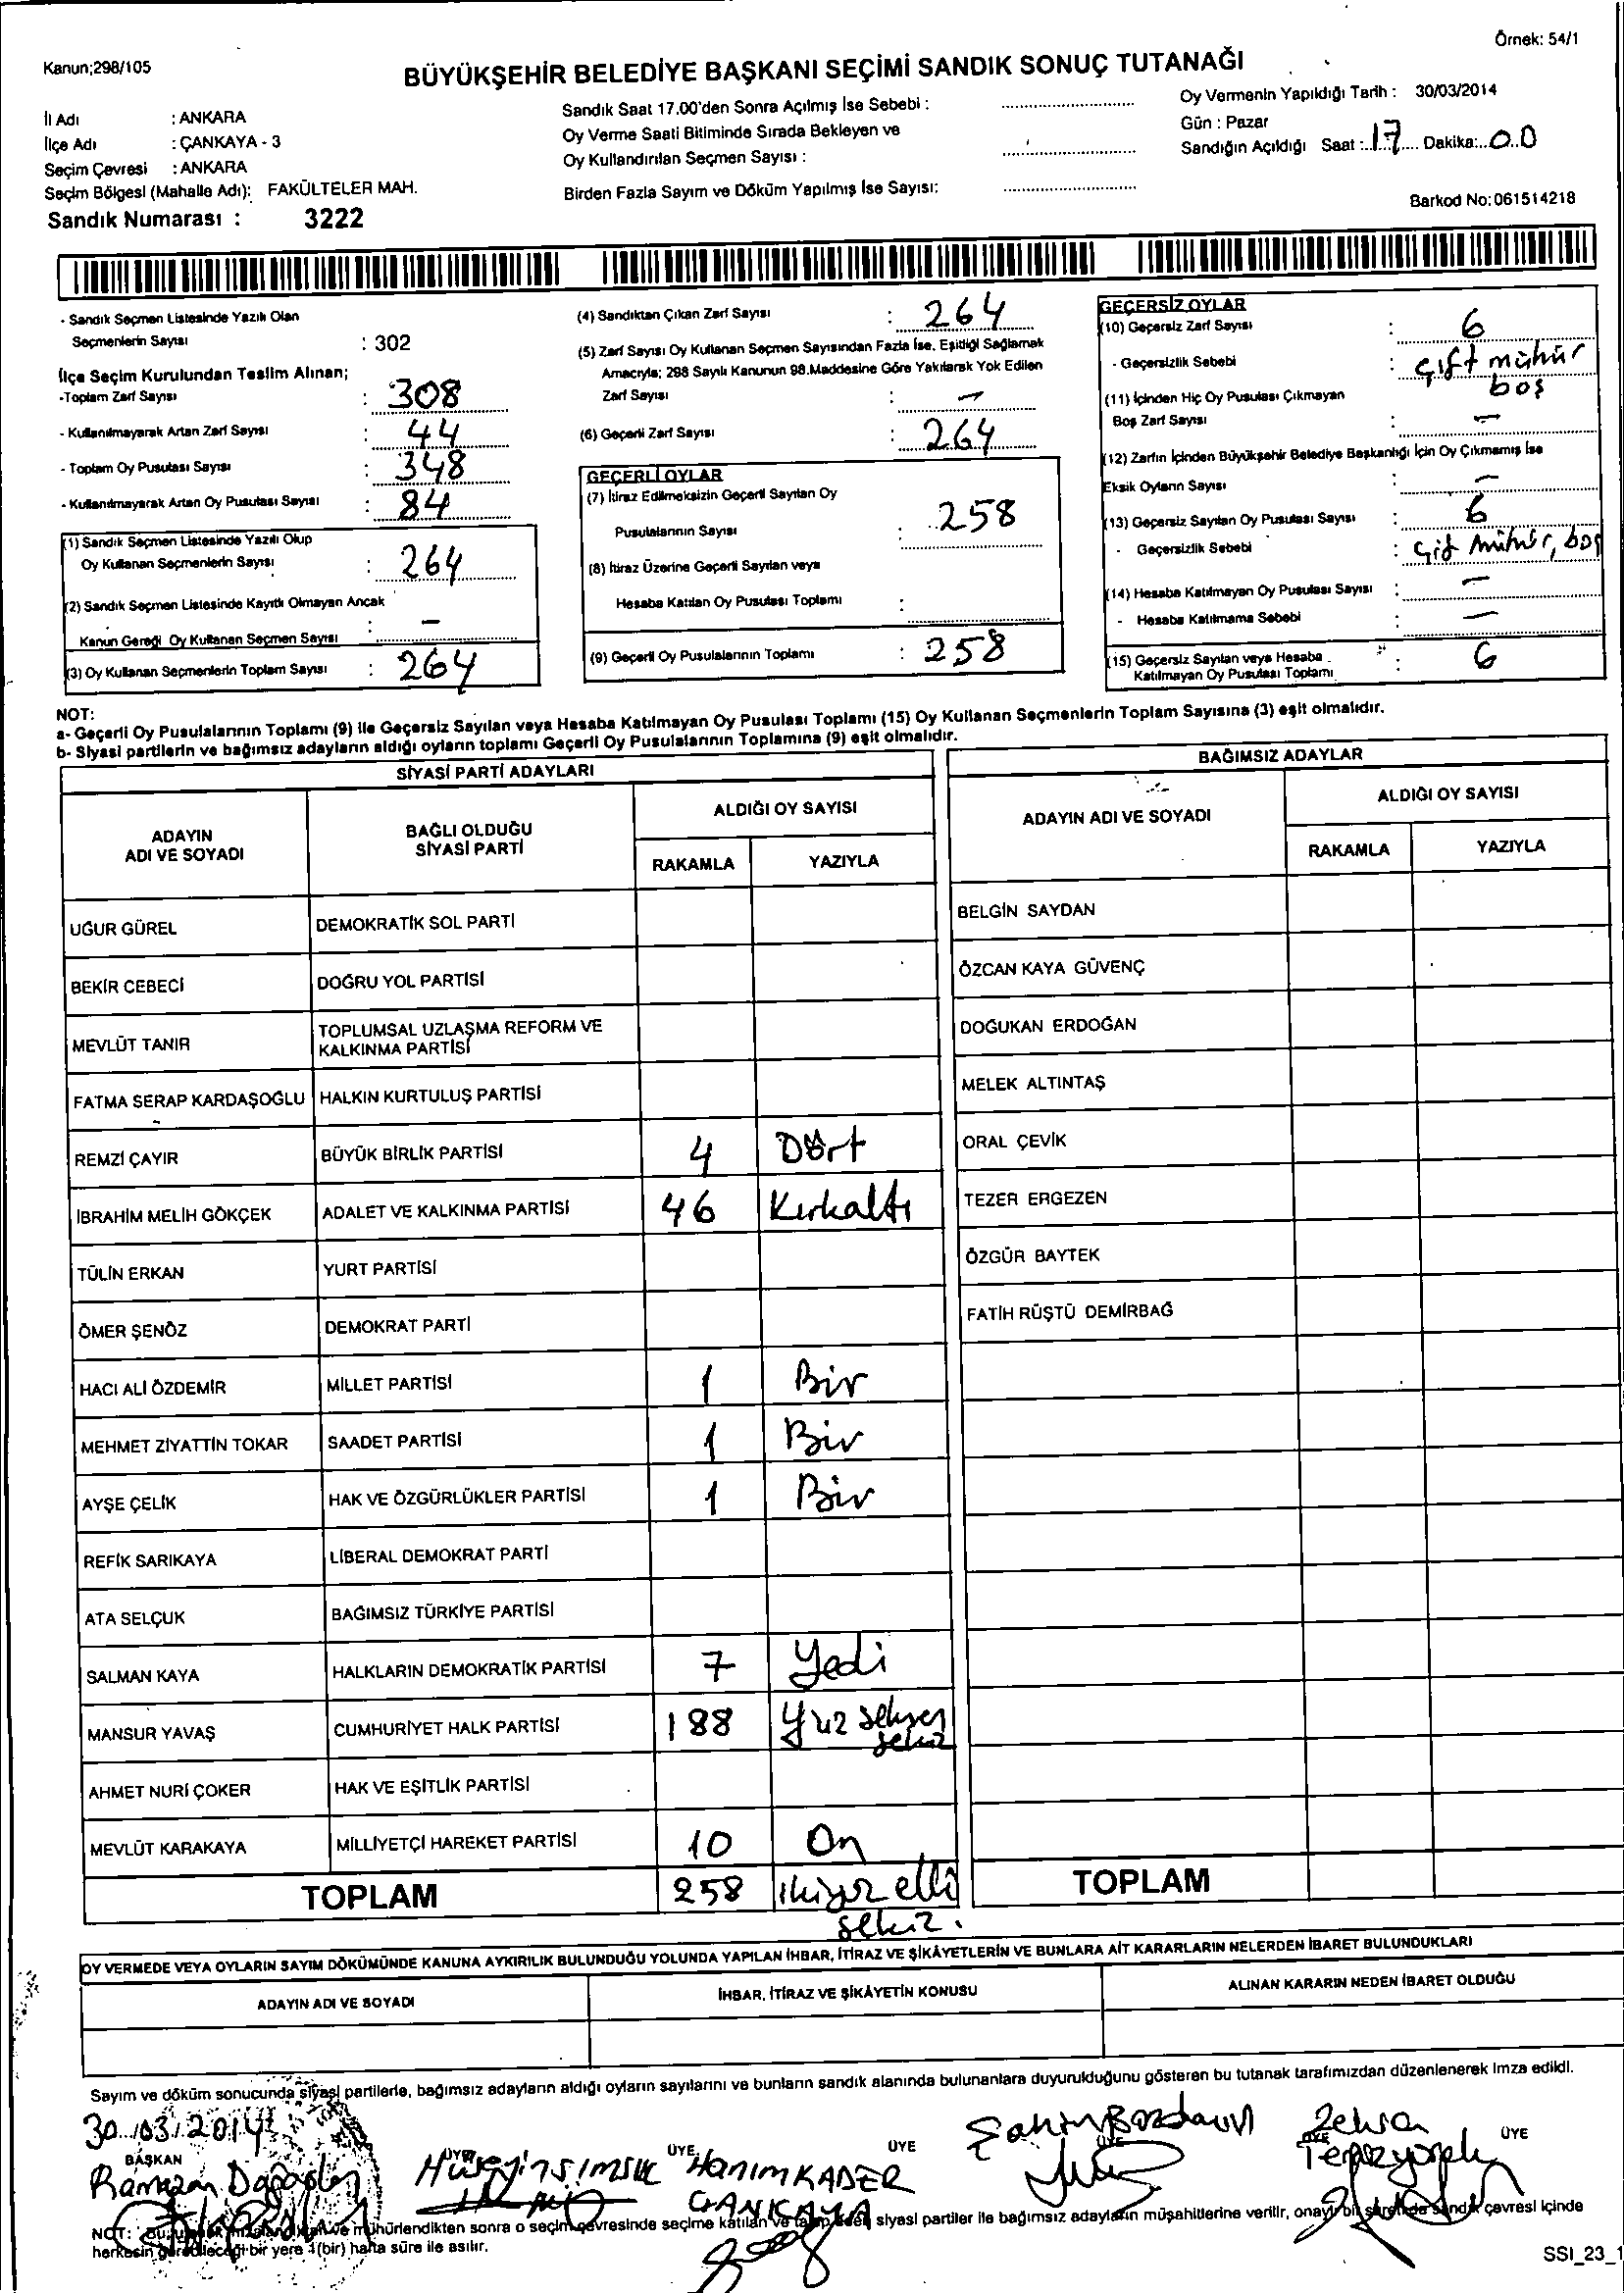 Örnek: 54/1
Kanun;298/105
BÜYÜKŞEHİR BELEDİYE BAŞKANI SEÇİMİ SANDIK SONUÇ TUTANAĞI
İl Adı : ANKARA
İlçe Adı : ÇANKAYA - 3
Seçim Çevresi : ANKARA
Seçim Bölgesi (Mahalle Adı): FAKÜLTELER MAH.
Sandık Numarası : 3222
Sandık Saat 17.00'den Sonra Açılmış İse Sebebi :
Oy Verme Saati Bitiminde Sırada Bekleyen ve
Oy Kullandırılan Seçmen Sayısı :
Birden Fazla Sayım ve Döküm Yapılmış İse Sayısı:
Oy Vermenin Yapıldığı Tarih : 30/03/2014
Gün : Pazar
Sandığın Açıldığı Saat : 17 Dakika: 00
Barkod No:061514218
- Sandık Seçmen Listesinde Yazılı Olan
Seçmenlerin Sayısı : 302
İlçe Seçim Kurulundan Teslim Alınan;
-Toplam Zarf Sayısı : 308
- Kullanılmayarak Artan Zarf Sayısı : 44
- Toplam Oy Pusulası Sayısı : 348
- Kullanılmayarak Artan Oy Pusulası Sayısı : 84
(1) Sandık Seçmen Listesinde Yazılı Olup
Oy Kullanan Seçmenlerin Sayısı : 264
(2) Sandık Seçmen Listesinde Kayıtlı Olmayan Ancak
Kanun Gereği Oy Kullanan Seçmen Sayısı : -
(3) Oy Kullanan Seçmenlerin Toplam Sayısı : 264
(4) Sandıktan Çıkan Zarf Sayısı : 264
(5) Zarf Sayısı Oy Kullanan Seçmen Sayısından Fazla İse, Eşitliği Sağlamak
Amacıyla; 298 Sayılı Kanunun 98.Maddesine Göre Yakılarak Yok Edilen
Zarf Sayısı : -
(6) Geçerli Zarf Sayısı : 264
GEÇERLİ OYLAR
(7) İtiraz Edilmeksizin Geçerli Sayılan Oy
Pusulalarının Sayısı : 258
(8) İtiraz Üzerine Geçerli Sayılan veya
Hesaba Katılan Oy Pusulası Toplamı :
(9) Geçerli Oy Pusulalarının Toplamı : 258
GEÇERSİZ OYLAR
(10) Geçersiz Zarf Sayısı : 6
- Geçersizlik Sebebi : çift mühür
boş
(11) İçinden Hiç Oy Pusulası Çıkmayan
Boş Zarf Sayısı : -
(12) Zarfın İçinden Büyükşehir Belediye Başkanlığı İçin Oy Çıkmamış İse
Eksik Oyların Sayısı : -
(13) Geçersiz Sayılan Oy Pusulası Sayısı : 6
- Geçersizlik Sebebi : çift mühür, boş
(14) Hesaba Katılmayan Oy Pusulası Sayısı : -
- Hesaba Katılmama Sebebi : -
(15) Geçersiz Sayılan veya Hesaba
Katılmayan Oy Pusulası Toplamı : 6
NOT:
a- Geçerli Oy Pusulalarının Toplamı (9) ile Geçersiz Sayılan veya Hesaba Katılmayan Oy Pusulası Toplamı (15) Oy Kullanan Seçmenlerin Toplam Sayısına (3) eşit olmalıdır.
b- Siyasi partilerin ve bağımsız adayların aldığı oyların toplamı Geçerli Oy Pusulalarının Toplamına (9) eşit olmalıdır.
SİYASİ PARTİ ADAYLARI
ADAYIN
ADI VE SOYADI
BAĞLI OLDUĞU
SİYASİ PARTİ
ALDIĞI OY SAYISI
RAKAMLA YAZIYLA
UĞUR GÜREL DEMOKRATİK SOL PARTİ
BEKİR CEBECİ DOĞRU YOL PARTİSİ
MEVLÜT TANIR TOPLUMSAL UZLAŞMA REFORM VE
KALKINMA PARTİSİ
FATMA SERAP KARDAŞOĞLU HALKIN KURTULUŞ PARTİSİ
REMZİ ÇAYIR BÜYÜK BİRLİK PARTİSİ 4 Dört
İBRAHİM MELİH GÖKÇEK ADALET VE KALKINMA PARTİSİ 46 Kırkaltı
TÜLİN ERKAN YURT PARTİSİ
ÖMER ŞENÖZ DEMOKRAT PARTİ
HACI ALİ ÖZDEMİR MİLLET PARTİSİ 1 Bir
MEHMET ZİYATTİN TOKAR SAADET PARTİSİ 1 Bir
AYŞE ÇELİK HAK VE ÖZGÜRLÜKLER PARTİSİ 1 Bir
REFİK SARIKAYA LİBERAL DEMOKRAT PARTİ
ATA SELÇUK BAĞIMSIZ TÜRKİYE PARTİSİ
SALMAN KAYA HALKLARIN DEMOKRATİK PARTİSİ 7 Yedi
MANSUR YAVAŞ CUMHURİYET HALK PARTİSİ 188 Yüz seksen
sekiz
AHMET NURİ ÇOKER HAK VE EŞİTLİK PARTİSİ
MEVLÜT KARAKAYA MİLLİYETÇİ HAREKET PARTİSİ 10 On
TOPLAM 258 ikiyüz elli
sekiz.
BAĞIMSIZ ADAYLAR
ADAYIN ADI VE SOYADI
ALDIĞI OY SAYISI
RAKAMLA YAZIYLA
BELGİN SAYDAN
ÖZCAN KAYA GÜVENÇ
DOĞUKAN ERDOĞAN
MELEK ALTINTAŞ
ORAL ÇEVİK
TEZER ERGEZEN
ÖZGÜR BAYTEK
FATİH RÜŞTÜ DEMİRBAĞ
TOPLAM
OY VERMEDE VEYA OYLARIN SAYIM DÖKÜMÜNDE KANUNA AYKIRILIK BULUNDUĞU YOLUNDA YAPILAN İHBAR, İTİRAZ VE ŞİKÂYETLERİN VE BUNLARA AİT KARARLARIN NELERDEN İBARET BULUNDUKLARI
ADAYIN ADI VE SOYADI
İHBAR, İTİRAZ VE ŞİKÂYETİN KONUSU
ALINAN KARARIN NEDEN İBARET OLDUĞU
Sayım ve döküm sonucunda siyasi partilerle, bağımsız adayların aldığı oyların sayılarını ve bunların sandık alanında bulunanlara duyurulduğunu gösteren bu tutanak tarafımızdan düzenlenerek imza edildi.
30.03.2014
BAŞKAN ÜYE ÜYE ÜYE ÜYE ÜYE
Ramazan
Hüseyin ŞİMŞEK
Hanım KADER
ÇANKAYA
Şahin Bozdağ
Zehra
NOT: mühürlendikten sonra o seçim çevresinde seçime katılan ve talep eden siyasi partiler ile bağımsız adayların müşahitlerine verilir, onaylı bir suretide sandık çevresi içinde
herkesin görebileceği bir yere 1(bir) hafta süre ile asılır.
SSI_23_1